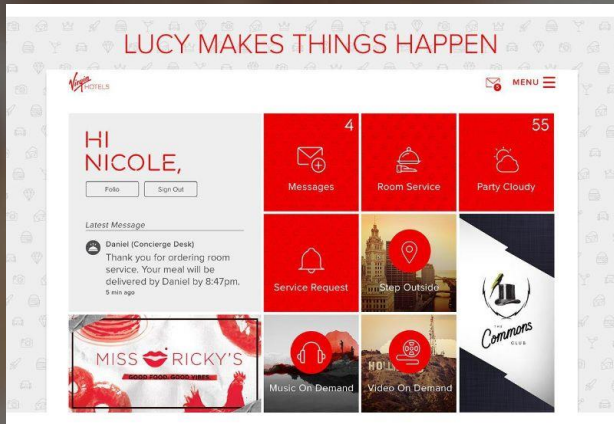 LUCY MAKES THINGS HAPPEN
Virgin HOTELS
MENU
HI
NICOLE,
Folio
Sign Out
Latest Message
Daniel (Concierge Desk)
Thank you for ordering room
service. Your meal will be
delivered by Daniel by 8:47pm.
5 min ago
4
Messages
Room Service
55
Party Cloudy
Service Request
Step Outside
THE
Commons
CLUB
MISS RICKY'S
GOOD FOOD. GOOD VIBES.
Music On Demand
HOLL
Video On Demand